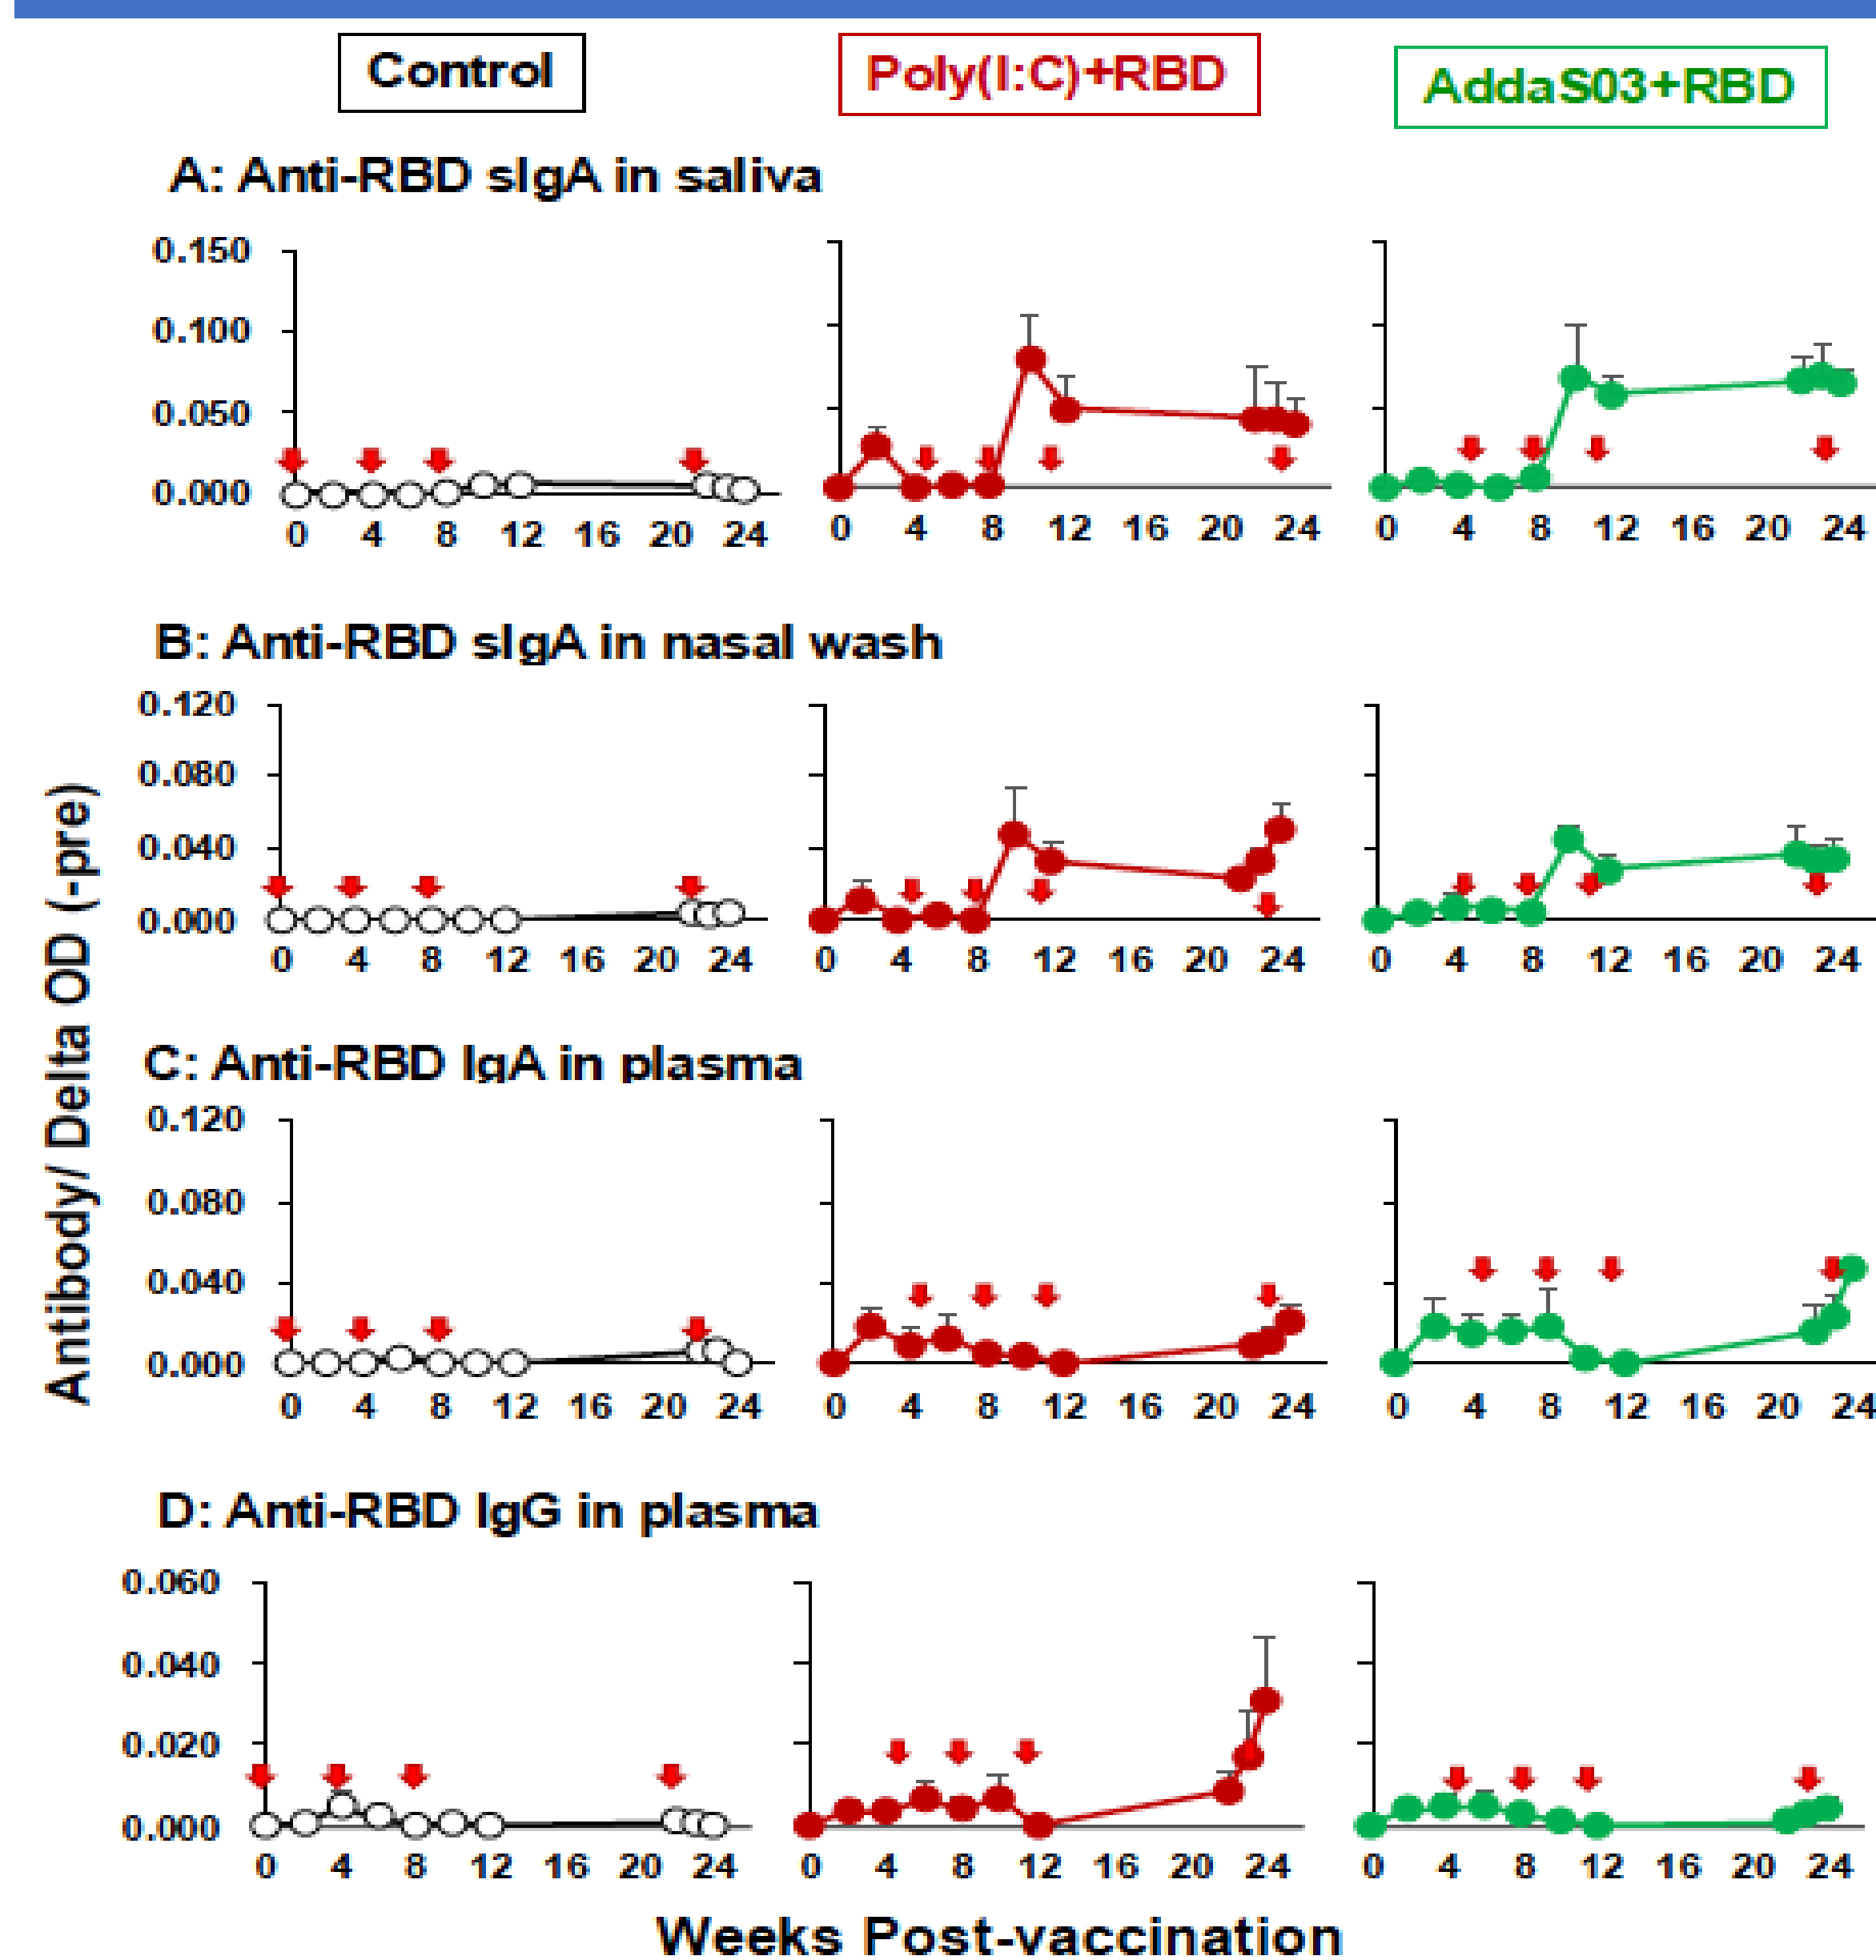 Control Poly(I:C)+RBD AddaS03+RBD
A: Anti-RBD sIgA in saliva
0.150
0.100
0.050
0.000
0 4 8 12 16 20 24 0 4 8 12 16 20 24 0 4 8 12 16 20 24
B: Anti-RBD sIgA in nasal wash
0.120
0.080
0.040
0.000
0 4 8 12 16 20 24 0 4 8 12 16 20 24 0 4 8 12 16 20 24
C: Anti-RBD IgA in plasma
0.120
0.080
0.040
0.000
0 4 8 12 16 20 24 0 4 8 12 16 20 24 0 4 8 12 16 20 24
D: Anti-RBD IgG in plasma
0.060
0.040
0.020
0.000
0 4 8 12 16 20 24 0 4 8 12 16 20 24 0 4 8 12 16 20 24
Antibody/ Delta OD (-pre)
Weeks Post-vaccination